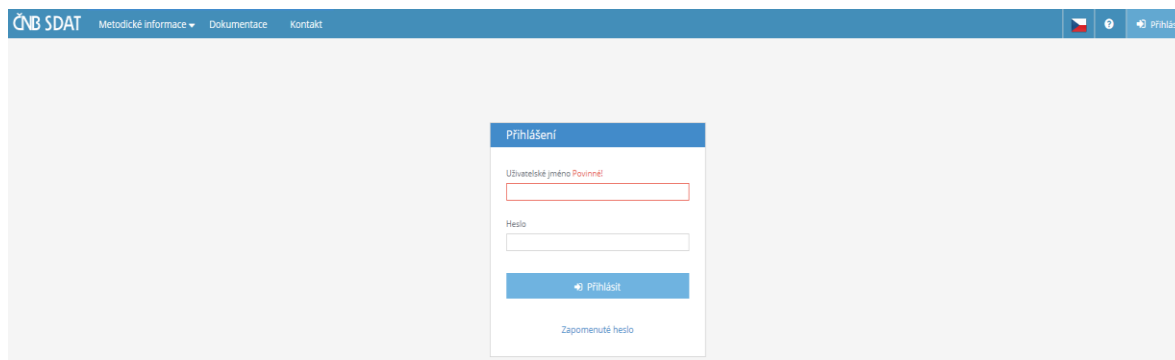 ČNB SDAT Metodické informace Dokumentace Kontakt
Přihlášení
Uživatelské jméno Povinné!
Heslo
Přihlásit
Zapomenuté heslo